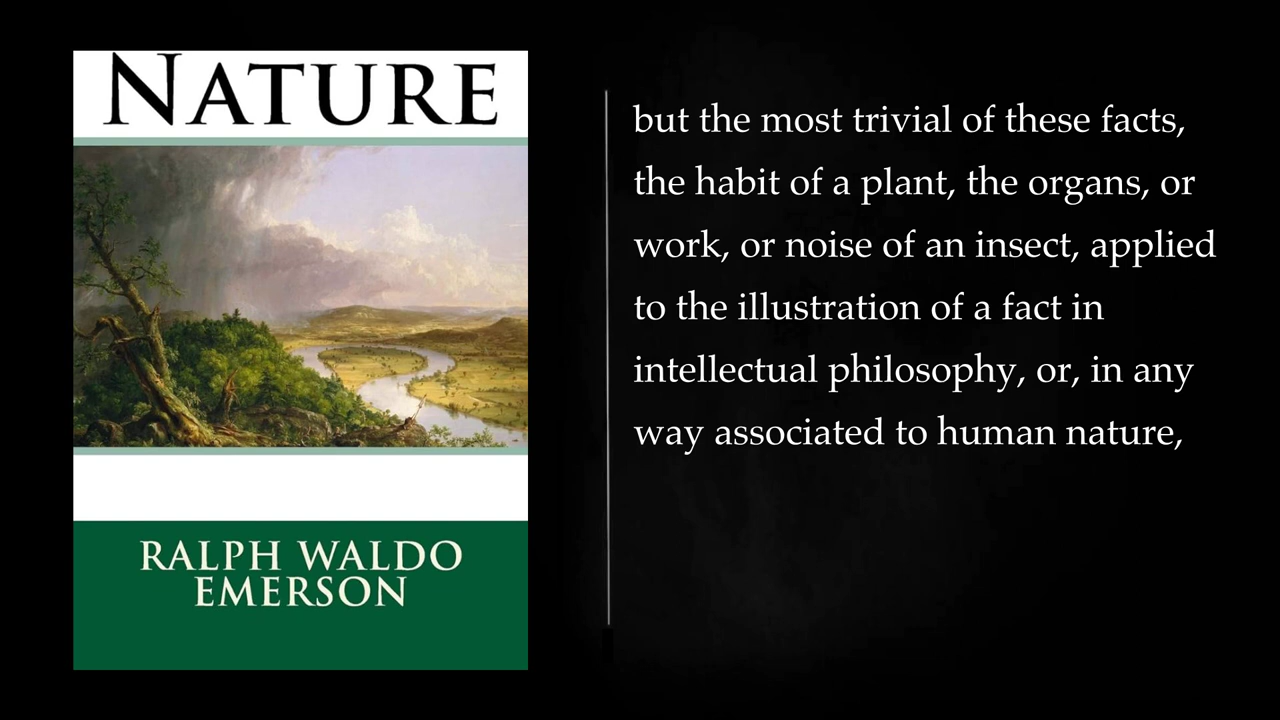 NATURE
RALPH WALDO
EMERSON
but the most trivial of these facts,
the habit of a plant, the organs, or
work, or noise of an insect, applied
to the illustration of a fact in
intellectual philosophy, or, in any
way associated to human nature,